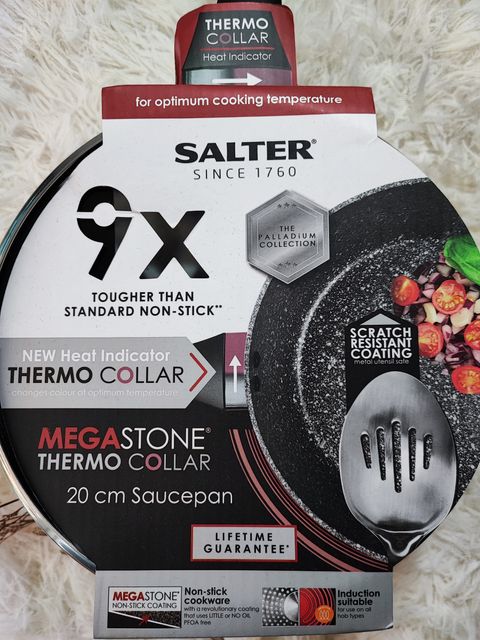 THERMO
COLLAR
Heat Indicator
for optimum cooking temperature
SALTER®
SINCE 1760
9X
TOUGHER THAN
STANDARD NON-STICK**
THE
PALLADIUM
COLLECTION
NEW Heat Indicator
THERMO COLLAR
changes colour at optimum temperature
SCRATCH
RESISTANT
COATING
metal utensil safe
MEGASTONE®
THERMO COLLAR
20 cm Saucepan
LIFETIME
GUARANTEE*
MEGASTONE®
NON-STICK COATING
Non-stick
cookware
with a revolutionary coating
that uses LITTLE or NO OIL
PFOA free
Induction
suitable
for use on all
hob types